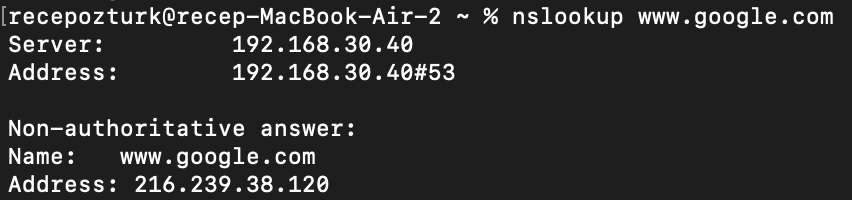 [recepozturk@recep-MacBook-Air-2 ~ % nslookup www.google.com
Server:         192.168.30.40
Address:        192.168.30.40#53

Non-authoritative answer:
Name:   www.google.com
Address: 216.239.38.120